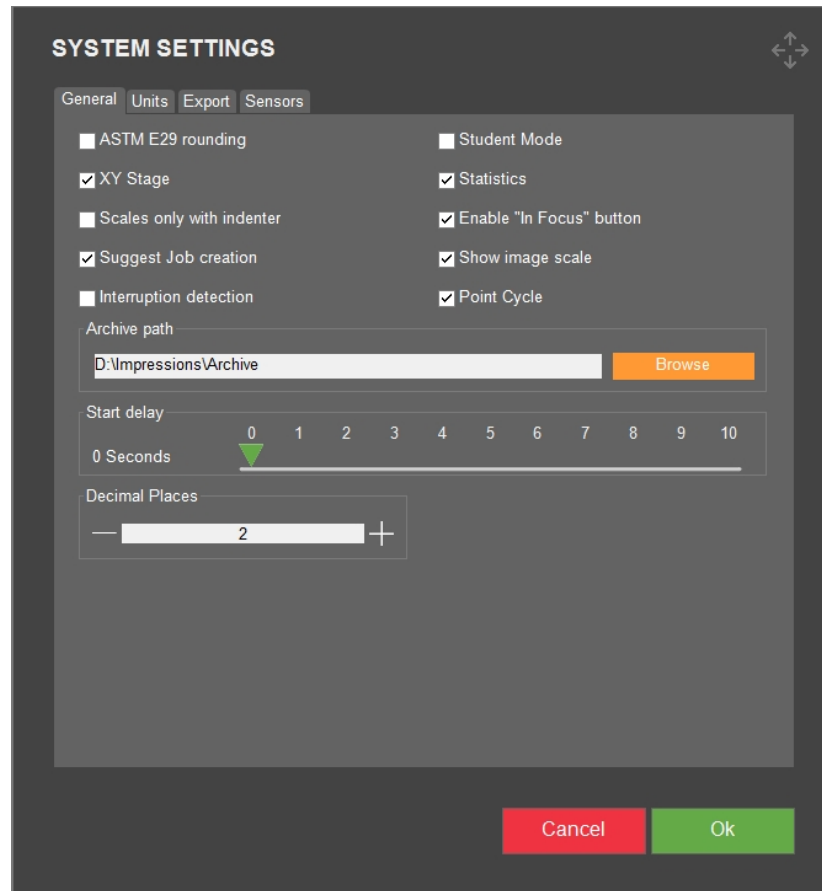 SYSTEM SETTINGS
General Units Export Sensors
ASTM E29 rounding Student Mode
XY Stage Statistics
Scales only with indenter Enable "In Focus" button
Suggest Job creation Show image scale
Interruption detection Point Cycle
Archive path
D:\Impressions\Archive Browse
Start delay
0 1 2 3 4 5 6 7 8 9 10
0 Seconds
Decimal Places
2
Cancel Ok